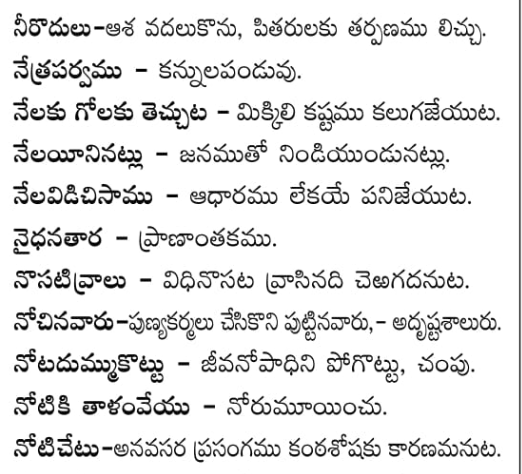 నీరొదులు-ఆశ వదలుకొను, పితరులకు తర్పణము లిచ్చు.
నేత్రపర్వము - కన్నులపండువు.
నేలకు గోలకు తెచ్చుట - మిక్కిలి కష్టము కలుగజేయుట.
నేలయీనినట్లు - జనముతో నిండియుండునట్లు.
నేలవిడిచిసాము - ఆధారము లేకయే పనిజేయుట.
నైధనతార - ప్రాణాంతకము.
నొసటివ్రాలు - విధినొసట వ్రాసినది చెఱగదనుట.
నోచినవారు-పుణ్యకర్మలు చేసికొని పుట్టినవారు,- అదృష్టశాలురు.
నోటదుమ్ముకొట్టు - జీవనోపాధిని పోగొట్టు, చంపు.
నోటికి తాళంవేయు - నోరుమూయించు.
నోటిచేటు-అనవసర ప్రసంగము కంఠశోషకు కారణమనుట.